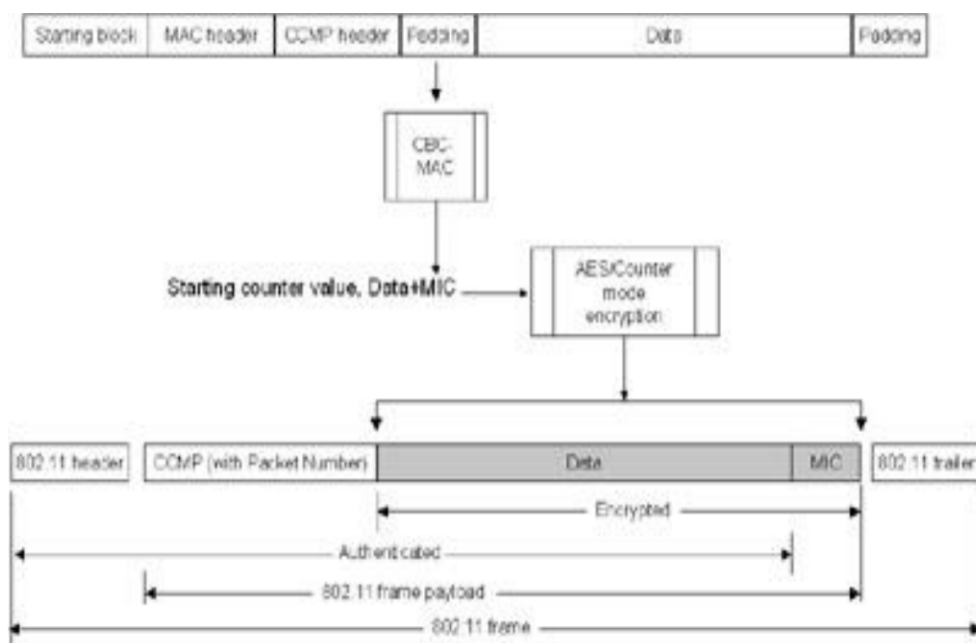 Starting block MAC header CCMP header Padding Data Padding
CBC-
MAC
Starting counter value, Data+MIC
AES/Counter
mode
encryption
802.11 header CCMP (with Packet Number) Data MIC 802.11 trailer
Encrypted
Authenticated
802.11 frame payload
802.11 frame